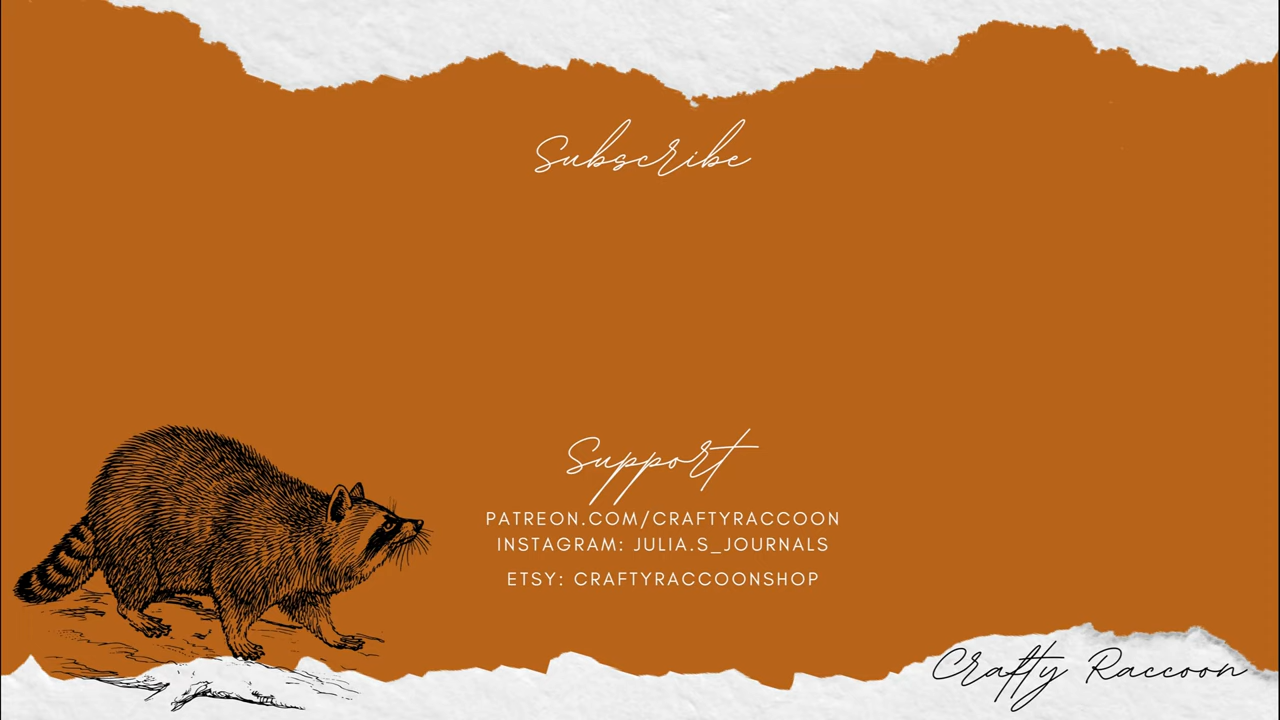 Subscribe
Support
PATREON.COM/CRAFTYRACCOON
INSTAGRAM: JULIA.S_JOURNALS
ETSY: CRAFTYRACCOONSHOP
Crafty Raccoon